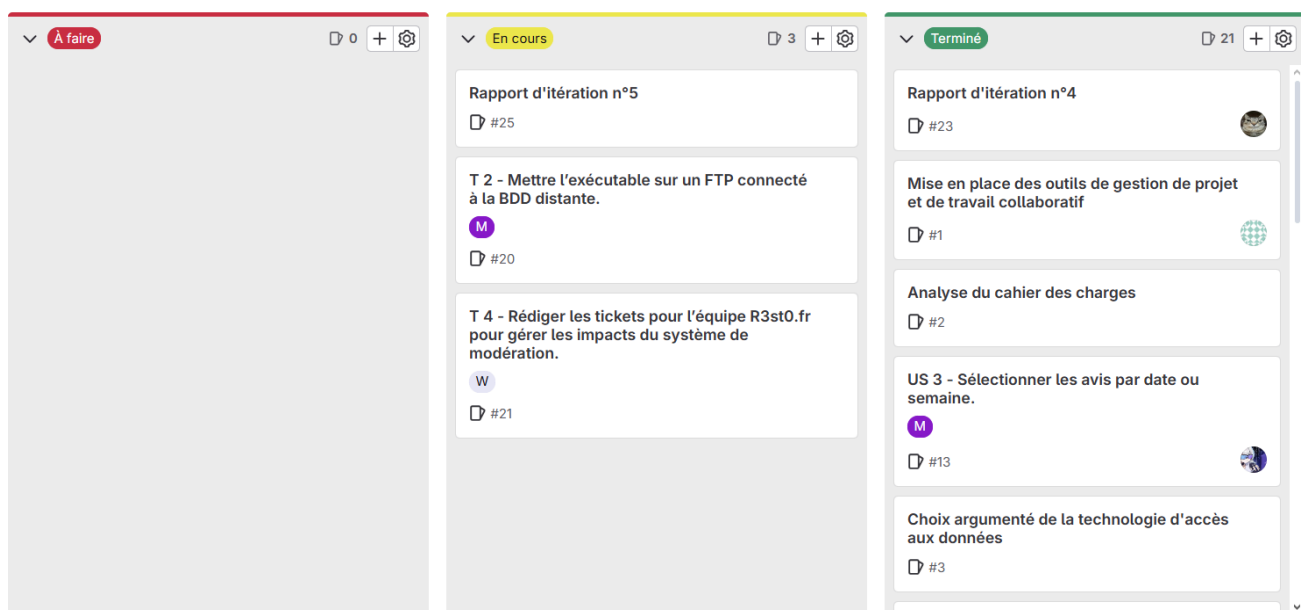 À faire
0
En cours
3
Rapport d'itération n°5
#25
T 2 - Mettre l’exécutable sur un FTP connecté
à la BDD distante.
M
#20
T 4 - Rédiger les tickets pour l’équipe R3st0.fr
pour gérer les impacts du système de
modération.
W
#21
Terminé
21
Rapport d'itération n°4
#23
Mise en place des outils de gestion de projet
et de travail collaboratif
#1
Analyse du cahier des charges
#2
US 3 - Sélectionner les avis par date ou
semaine.
M
#13
Choix argumenté de la technologie d'accès
aux données
#3